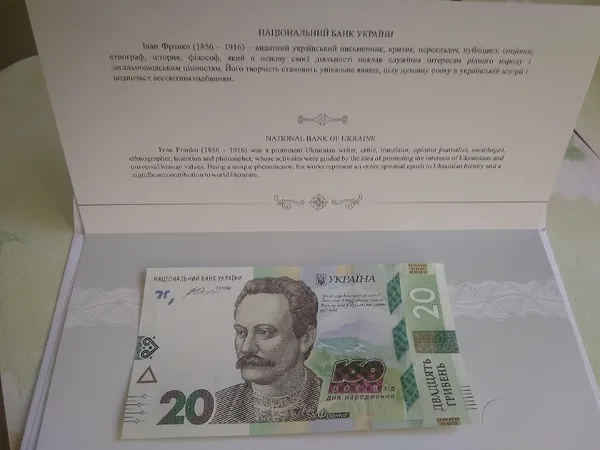 НАЦІОНАЛЬНИЙ БАНК УКРАЇНИ
Іван Франко (1856 – 1916) – видатний український письменник, критик, перекладач, публіцист, соціолог,
етнограф, історик, філософ, який в основу своєї діяльності поклав служіння інтересам рідного народу і
загальнолюдським цінностям. Його творчість становить унікальне явище, цілу духовну епоху в українській історії і
водночас є всесвітнім надбанням.
NATIONAL BANK OF UKRAINE
Ivan Franko (1856 – 1916) was a prominent Ukrainian writer, critic, translator, opinion journalist, sociologist,
ethnographer, historian and philosopher, whose activities were guided by the idea of promoting the interests of Ukrainian and
universal human values. Being a unique phenomenon, his works represent an entire spiritual epoch in Ukrainian history and a
significant contribution to world literature.
НАЦІОНАЛЬНИЙ БАНК УКРАЇНИ
УКРАЇНА
20
160
РОКІВ ВІД
ДНЯ НАРОДЖЕННЯ
20
Франко
ДВАДЦЯТЬ
ГРИВЕНЬ